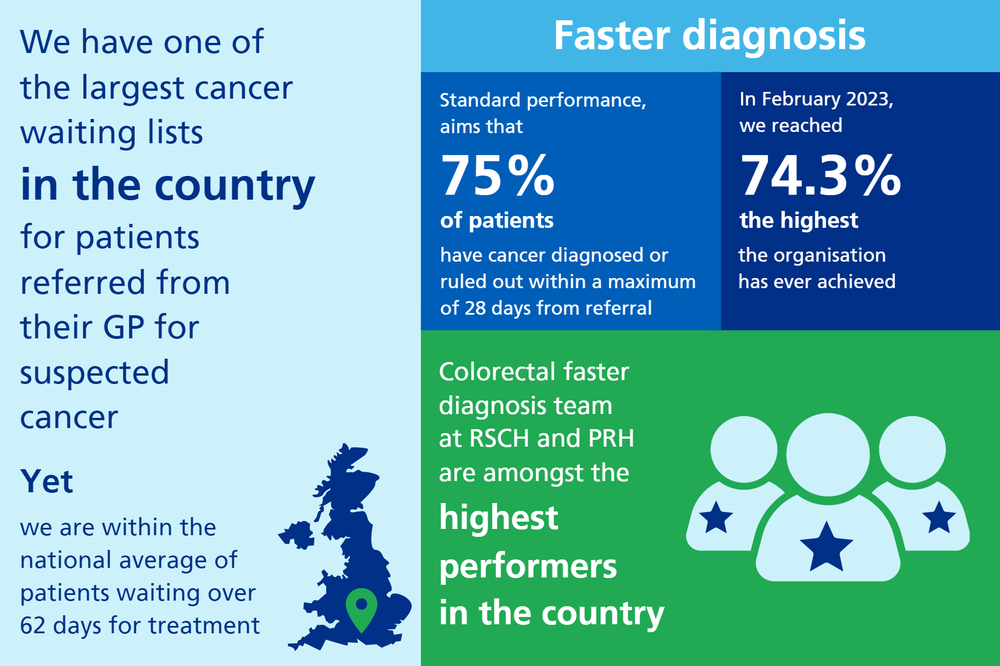 We have one of
the largest cancer
waiting lists
in the country
for patients
referred from
their GP for
suspected
cancer
Yet
we are within the
national average of
patients waiting over
62 days for treatment
Faster diagnosis
Standard performance,
aims that
75%
of patients
have cancer diagnosed or
ruled out within a maximum
of 28 days from referral
In February 2023,
we reached
74.3%
the highest
the organisation
has ever achieved
Colorectal faster
diagnosis team
at RSCH and PRH
are amongst the
highest
performers
in the country